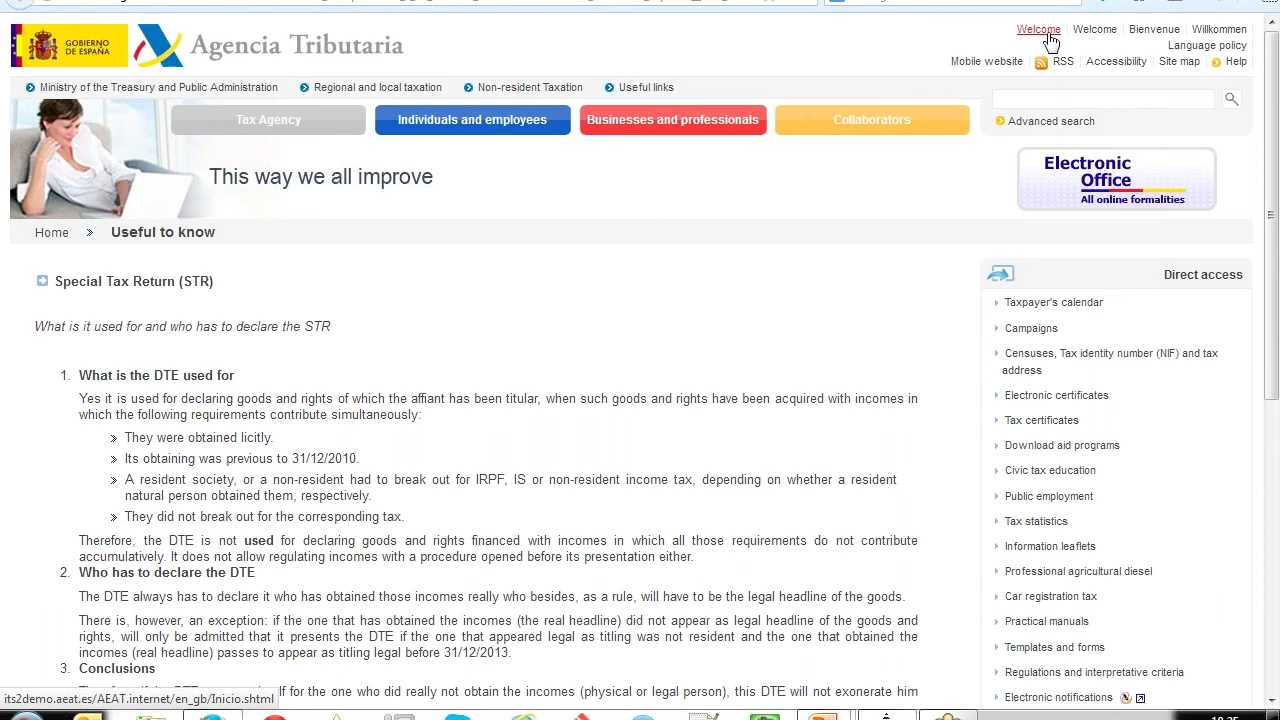 GOBIERNO
DE ESPAÑA
Agencia Tributaria
Welcome Welcome Bienvenue Willkommen
Language policy
Mobile website RSS Accessibility Site map Help
Ministry of the Treasury and Public Administration Regional and local taxation Non-resident Taxation Useful links
Tax Agency Individuals and employees Businesses and professionals Collaborators
Advanced search
This way we all improve
Electronic
Office
All online formalities
Home » Useful to know
Special Tax Return (STR)
What is it used for and who has to declare the STR
1. What is the DTE used for
Yes it is used for declaring goods and rights of which the affiant has been titular, when such goods and rights have been acquired with incomes in
which the following requirements contribute simultaneously:
» They were obtained licitly.
» Its obtaining was previous to 31/12/2010.
» A resident society, or a non-resident had to break out for IRPF, IS or non-resident income tax, depending on whether a resident
natural person obtained them, respectively.
» They did not break out for the corresponding tax.
Therefore, the DTE is not used for declaring goods and rights financed with incomes in which all those requirements do not contribute
accumulatively. It does not allow regulating incomes with a procedure opened before its presentation either.
2. Who has to declare the DTE
The DTE always has to declare it who has obtained those incomes really who besides, as a rule, will have to be the legal headline of the goods.
There is, however, an exception: if the one that has obtained the incomes (the real headline) did not appear as legal headline of the goods and
rights, will only be admitted that it presents the DTE if the one that appeared legal as titling was not resident and the one that obtained the
incomes (real headline) passes to appear as titling legal before 31/12/2013.
3. Conclusions
lf for the one who did really not obtain the incomes (physical or legal person), this DTE will not exonerate him
its2demo.aeat.es/AEAT.internet/en_gb/Inicio.shtml
Direct access
Taxpayer's calendar
Campaigns
Censuses, Tax identity number (NIF) and tax
address
Electronic certificates
Tax certificates
Download aid programs
Civic tax education
Public employment
Tax statistics
Information leaflets
Professional agricultural diesel
Car registration tax
Practical manuals
Templates and forms
Regulations and interpretative criteria
Electronic notifications